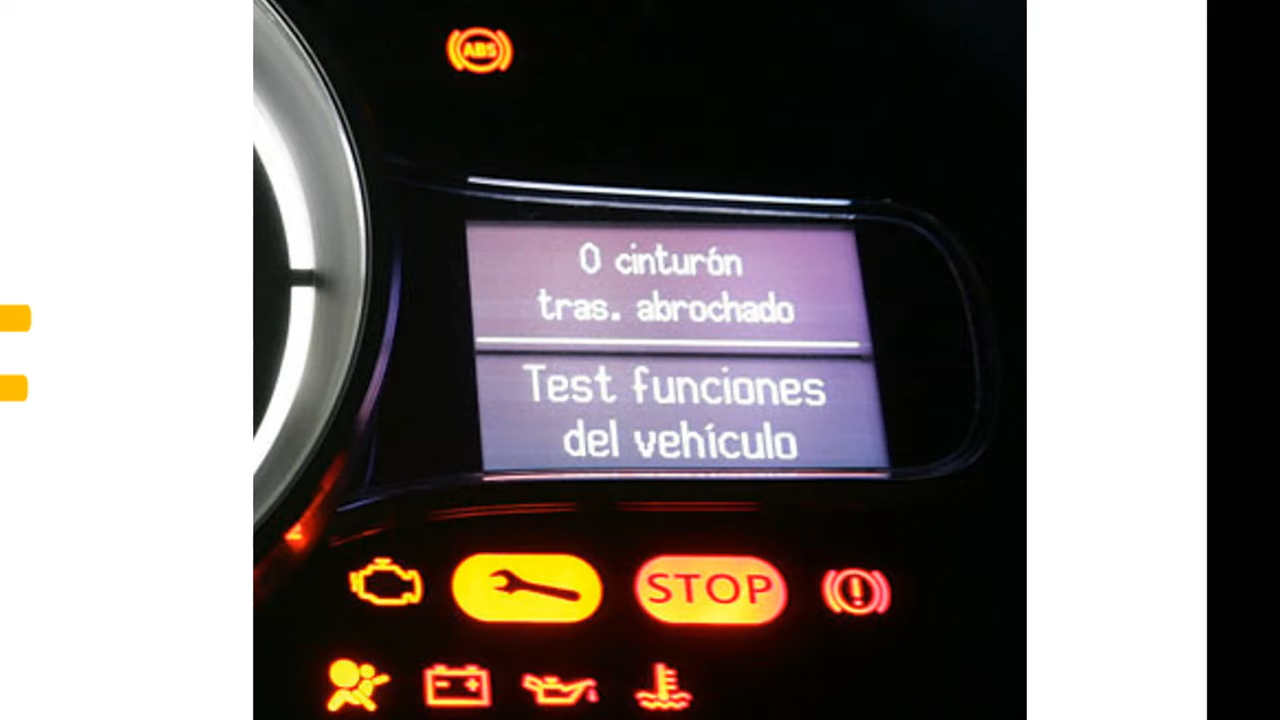 ABS
0 cinturón
tras. abrochado
Test funciones
del vehículo
STOP